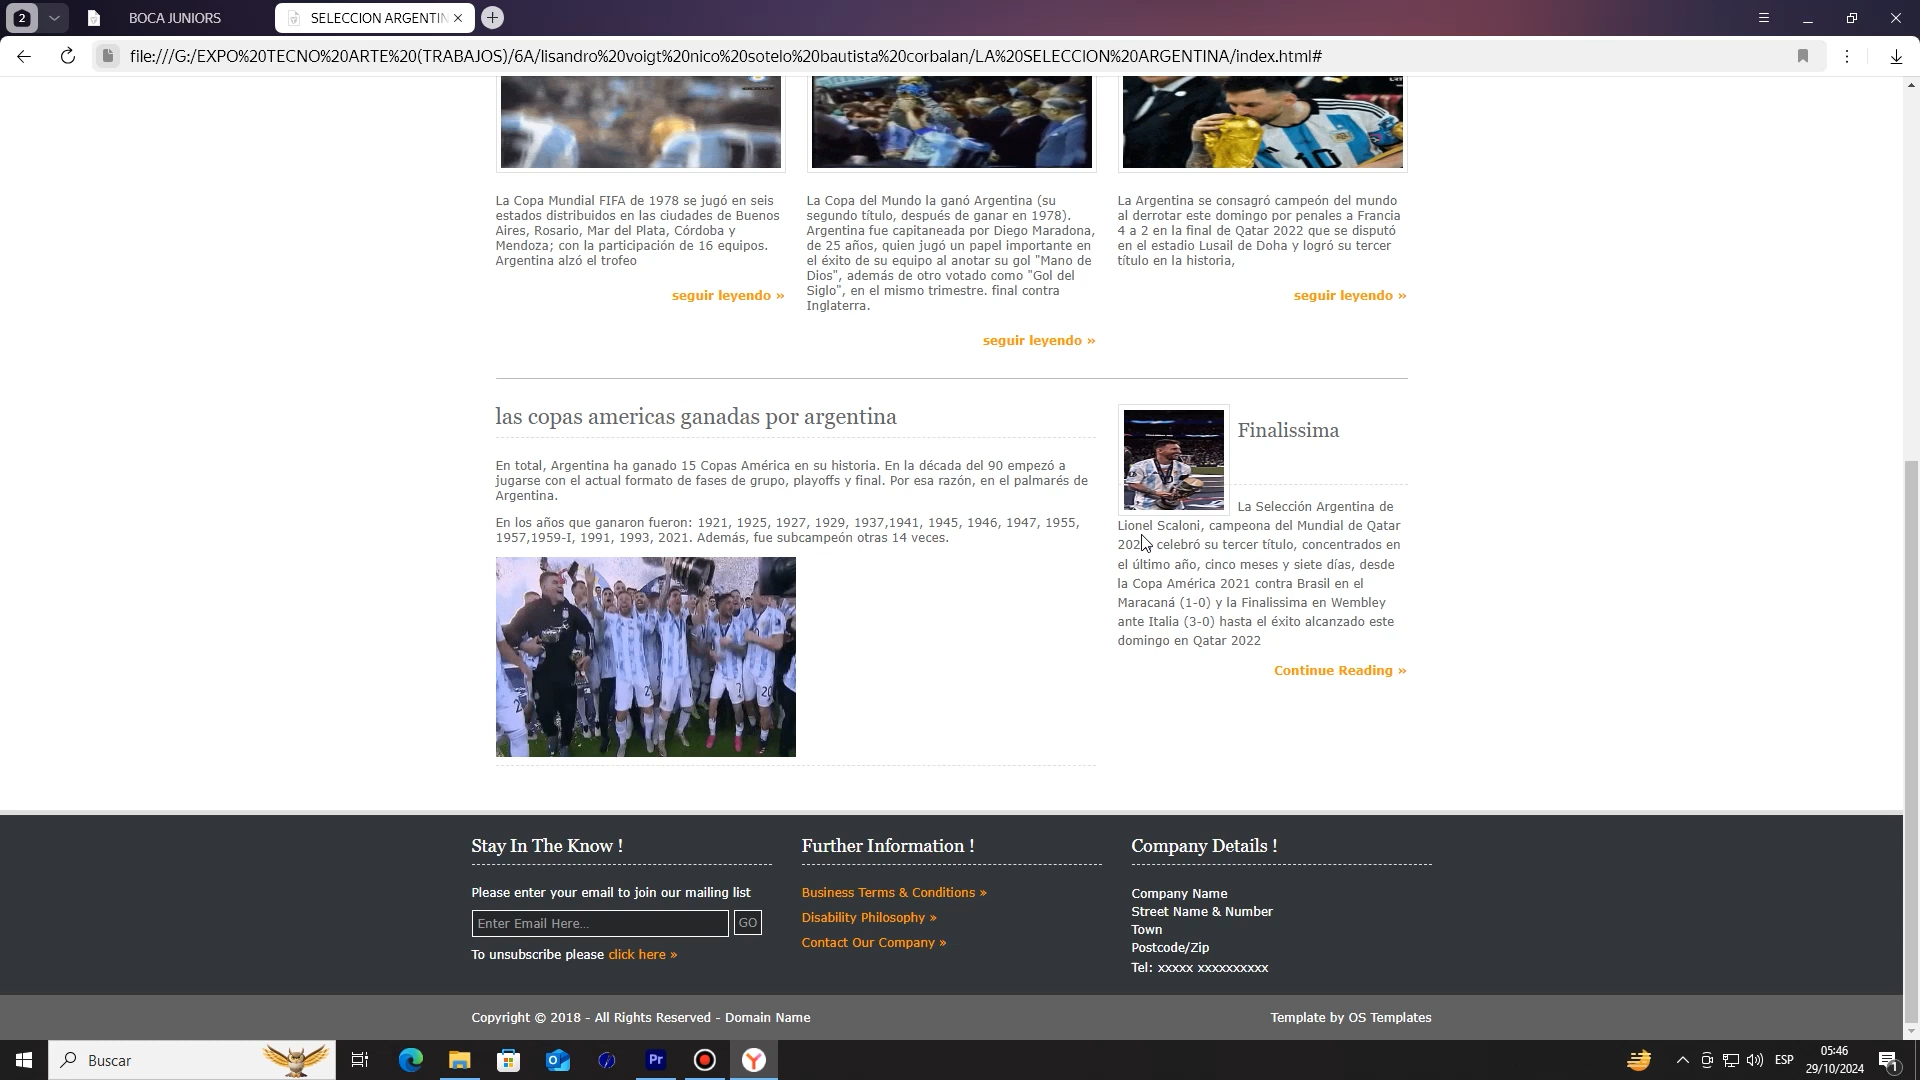 2
BOCA JUNIORS
SELECCION ARGENTIN
file:///G:/EXPO%20TECNO%20ARTE%20(TRABAJOS)/6A/lisandro%20voigt%20nico%20sotelo%20bautista%20corbalan/LA%20SELECCION%20ARGENTINA/index.html#
La Copa Mundial FIFA de 1978 se jugó en seis
estados distribuidos en las ciudades de Buenos
Aires, Rosario, Mar del Plata, Córdoba y
Mendoza; con la participación de 16 equipos.
Argentina alzó el trofeo
seguir leyendo »
La Copa del Mundo la ganó Argentina (su
segundo título, después de ganar en 1978).
Argentina fue capitaneada por Diego Maradona,
de 25 años, quien jugó un papel importante en
el éxito de su equipo al anotar su gol "Mano de
Dios", además de otro votado como "Gol del
Siglo", en el mismo trimestre. final contra
Inglaterra.
seguir leyendo »
La Argentina se consagró campeón del mundo
al derrotar este domingo por penales a Francia
4 a 2 en la final de Qatar 2022 que se disputó
en el estadio Lusail de Doha y logró su tercer
título en la historia,
seguir leyendo »
las copas americas ganadas por argentina
En total, Argentina ha ganado 15 Copas América en su historia. En la década del 90 empezó a
jugarse con el actual formato de fases de grupo, playoffs y final. Por esa razón, en el palmarés de
Argentina.
En los años que ganaron fueron: 1921, 1925, 1927, 1929, 1937,1941, 1945, 1946, 1947, 1955,
1957,1959-I, 1991, 1993, 2021. Además, fue subcampeón otras 14 veces.
Finalissima
La Selección Argentina de
Lionel Scaloni, campeona del Mundial de Qatar
celebró su tercer título, concentrados en
el último año, cinco meses y siete días, desde
la Copa América 2021 contra Brasil en el
Maracaná (1-0) y la Finalissima en Wembley
ante Italia (3-0) hasta el éxito alcanzado este
domingo en Qatar 2022
Continue Reading »
Stay In The Know !
Please enter your email to join our mailing list
Enter Email Here...
GO
To unsubscribe please click here »
Further Information !
Business Terms & Conditions »
Disability Philosophy »
Contact Our Company »
Company Details !
Company Name
Street Name & Number
Town
Postcode/Zip
Tel: xxxxx xxxxxxxxxx
Copyright © 2018 - All Rights Reserved - Domain Name
Template by OS Templates
Buscar
Pr
ESP
05:46
29/10/2024
1